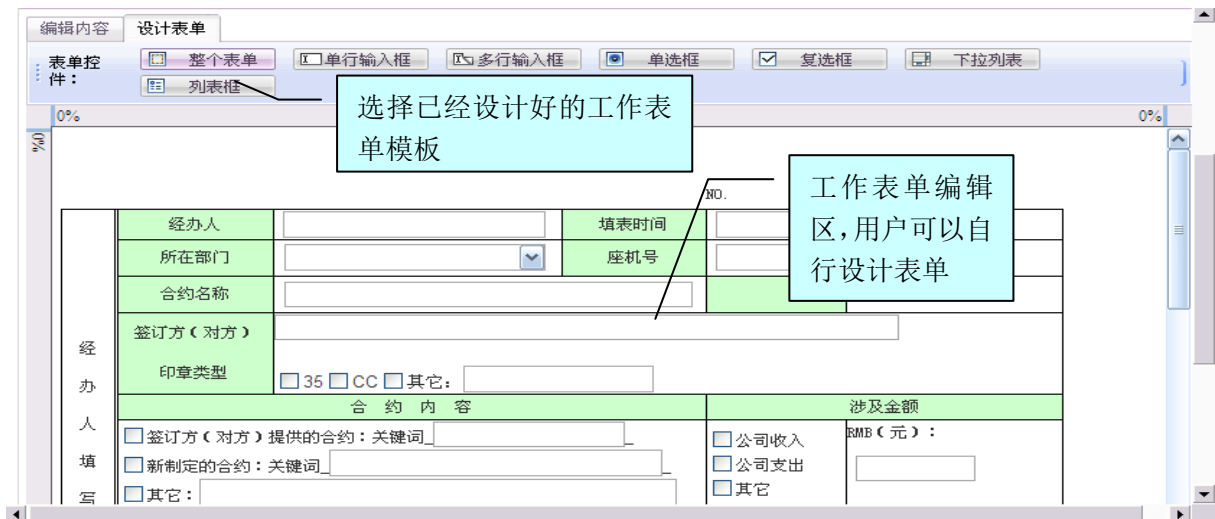 编辑内容 设计表单
表单控件：
整个表单 单行输入框 多行输入框 单选框 复选框 下拉列表
列表框
选择已经设计好的工作表
单模板
0% 0%
0%
工作表单编辑
区，用户可以自
行设计表单
NO.
经办人 填表时间
所在部门 座机号
合约名称
签订方（对方）
印章类型 35 CC 其它：
经办人填写
合 约 内 容 涉及金额
签订方（对方）提供的合约：关键词_ _ 公司收入 RMB（元）：
新制定的合约：关键词_ _ 公司支出
其它： 其它